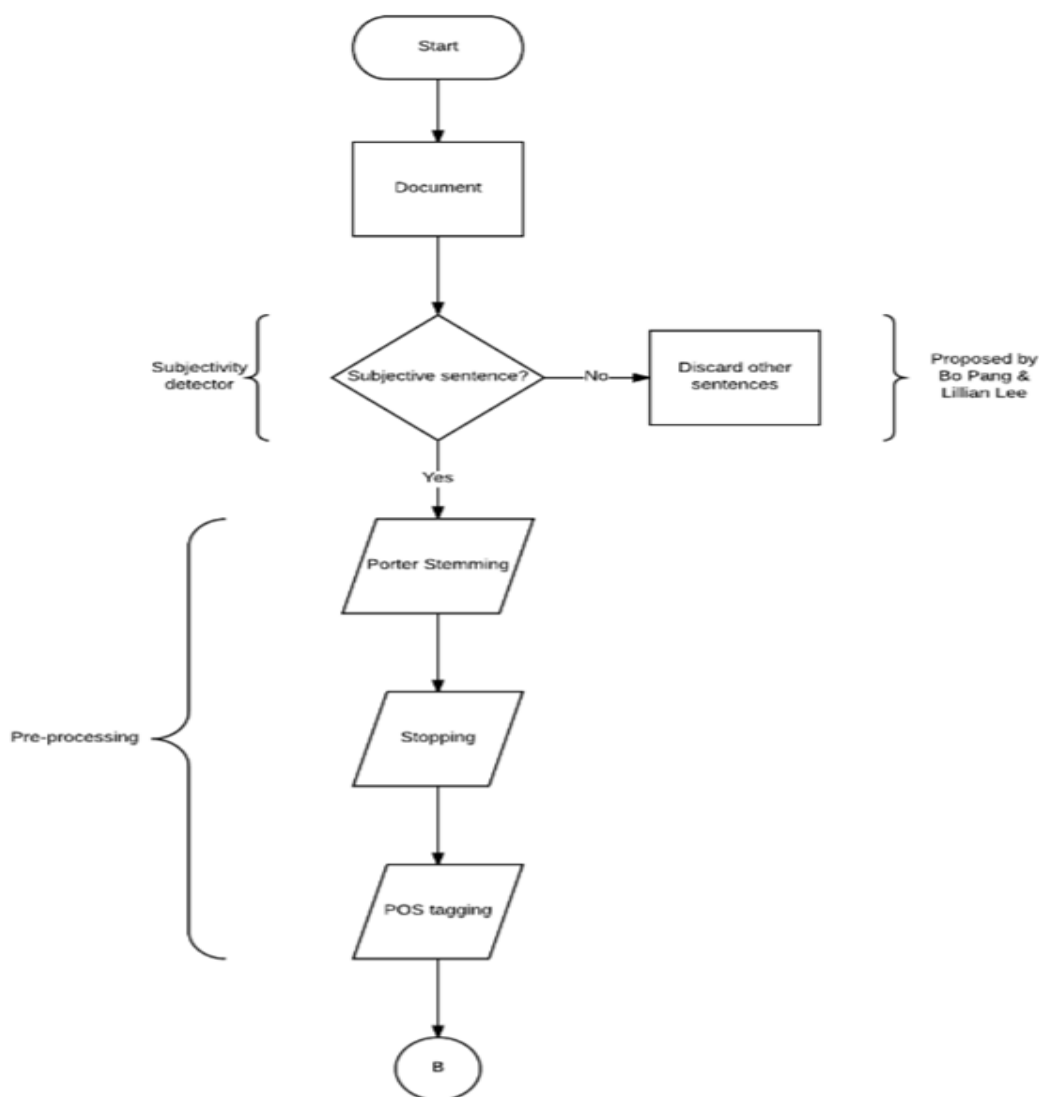 Start
Document
Subjectivity
detector
Subjective sentence?
No
Discard other
sentences
Proposed by
Bo Pang &
Lillian Lee
Yes
Porter Stemming
Stopping
Pre-processing
POS tagging
B